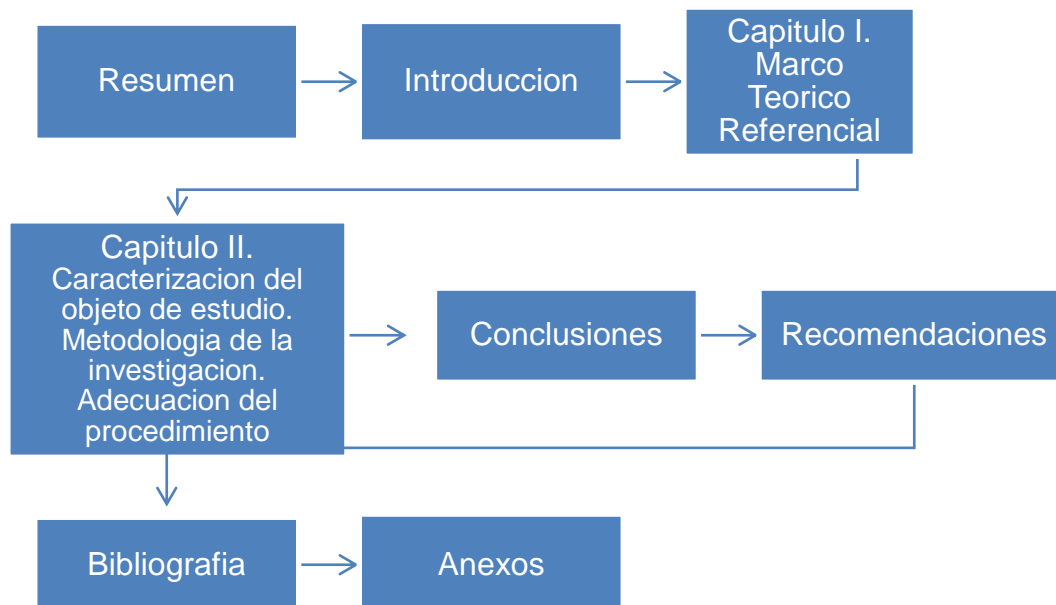 Resumen
Introduccion
Capitulo I.
Marco
Teorico
Referencial
Capitulo II.
Caracterizacion del
objeto de estudio.
Metodologia de la
investigacion.
Adecuacion del
procedimiento
Conclusiones
Recomendaciones
Bibliografia
Anexos